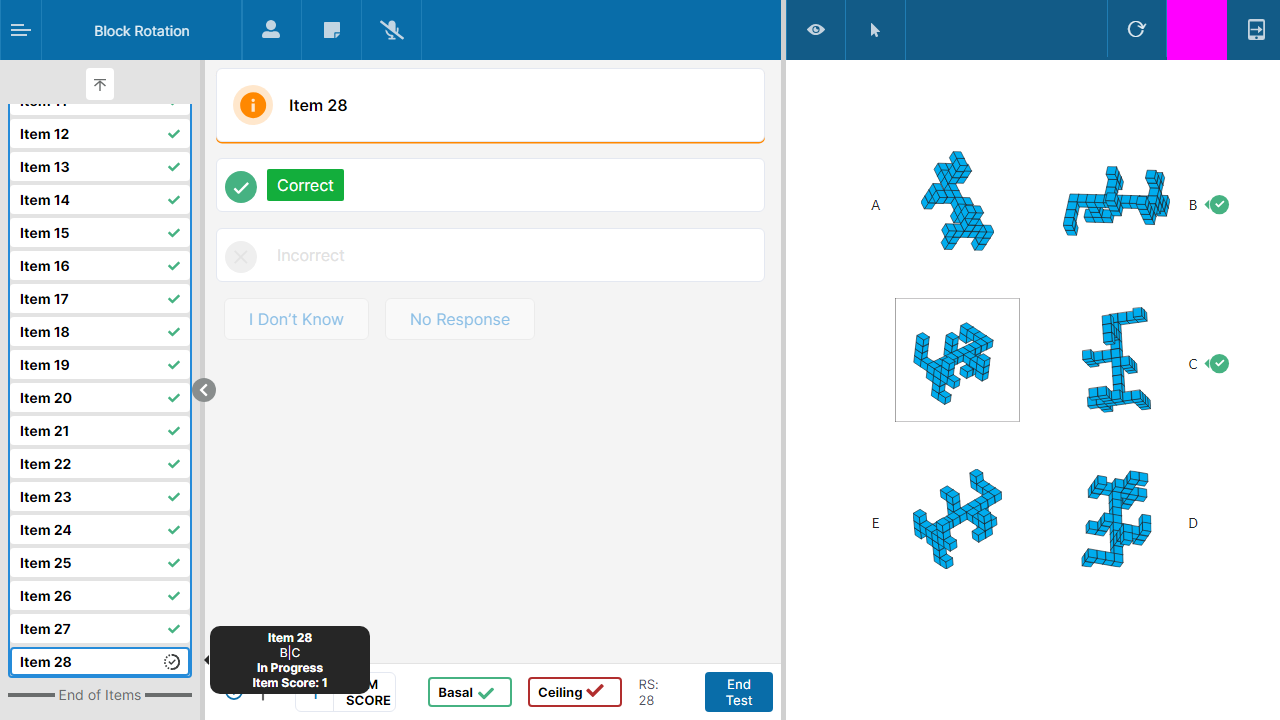 Block Rotation
Item 12
Item 13
Item 14
Item 15
Item 16
Item 17
Item 18
Item 19
Item 20
Item 21
Item 22
Item 23
Item 24
Item 25
Item 26
Item 27
Item 28
End of Items
Item 28
Correct
Incorrect
I Don't Know
No Response
Item 28
B|C
In Progress
Item Score: 1
SCORE
Basal
Ceiling
RS:
28
End
Test
A
B
C
E
D